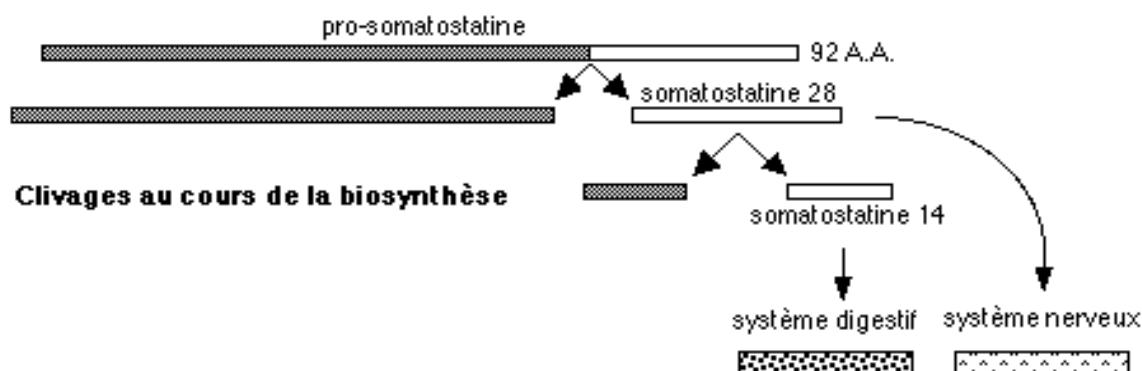 pro-somatostatine
92 A.A.
somatostatine 28
Clivages au cours de la biosynthèse
somatostatine 14
système digestif système nerveux